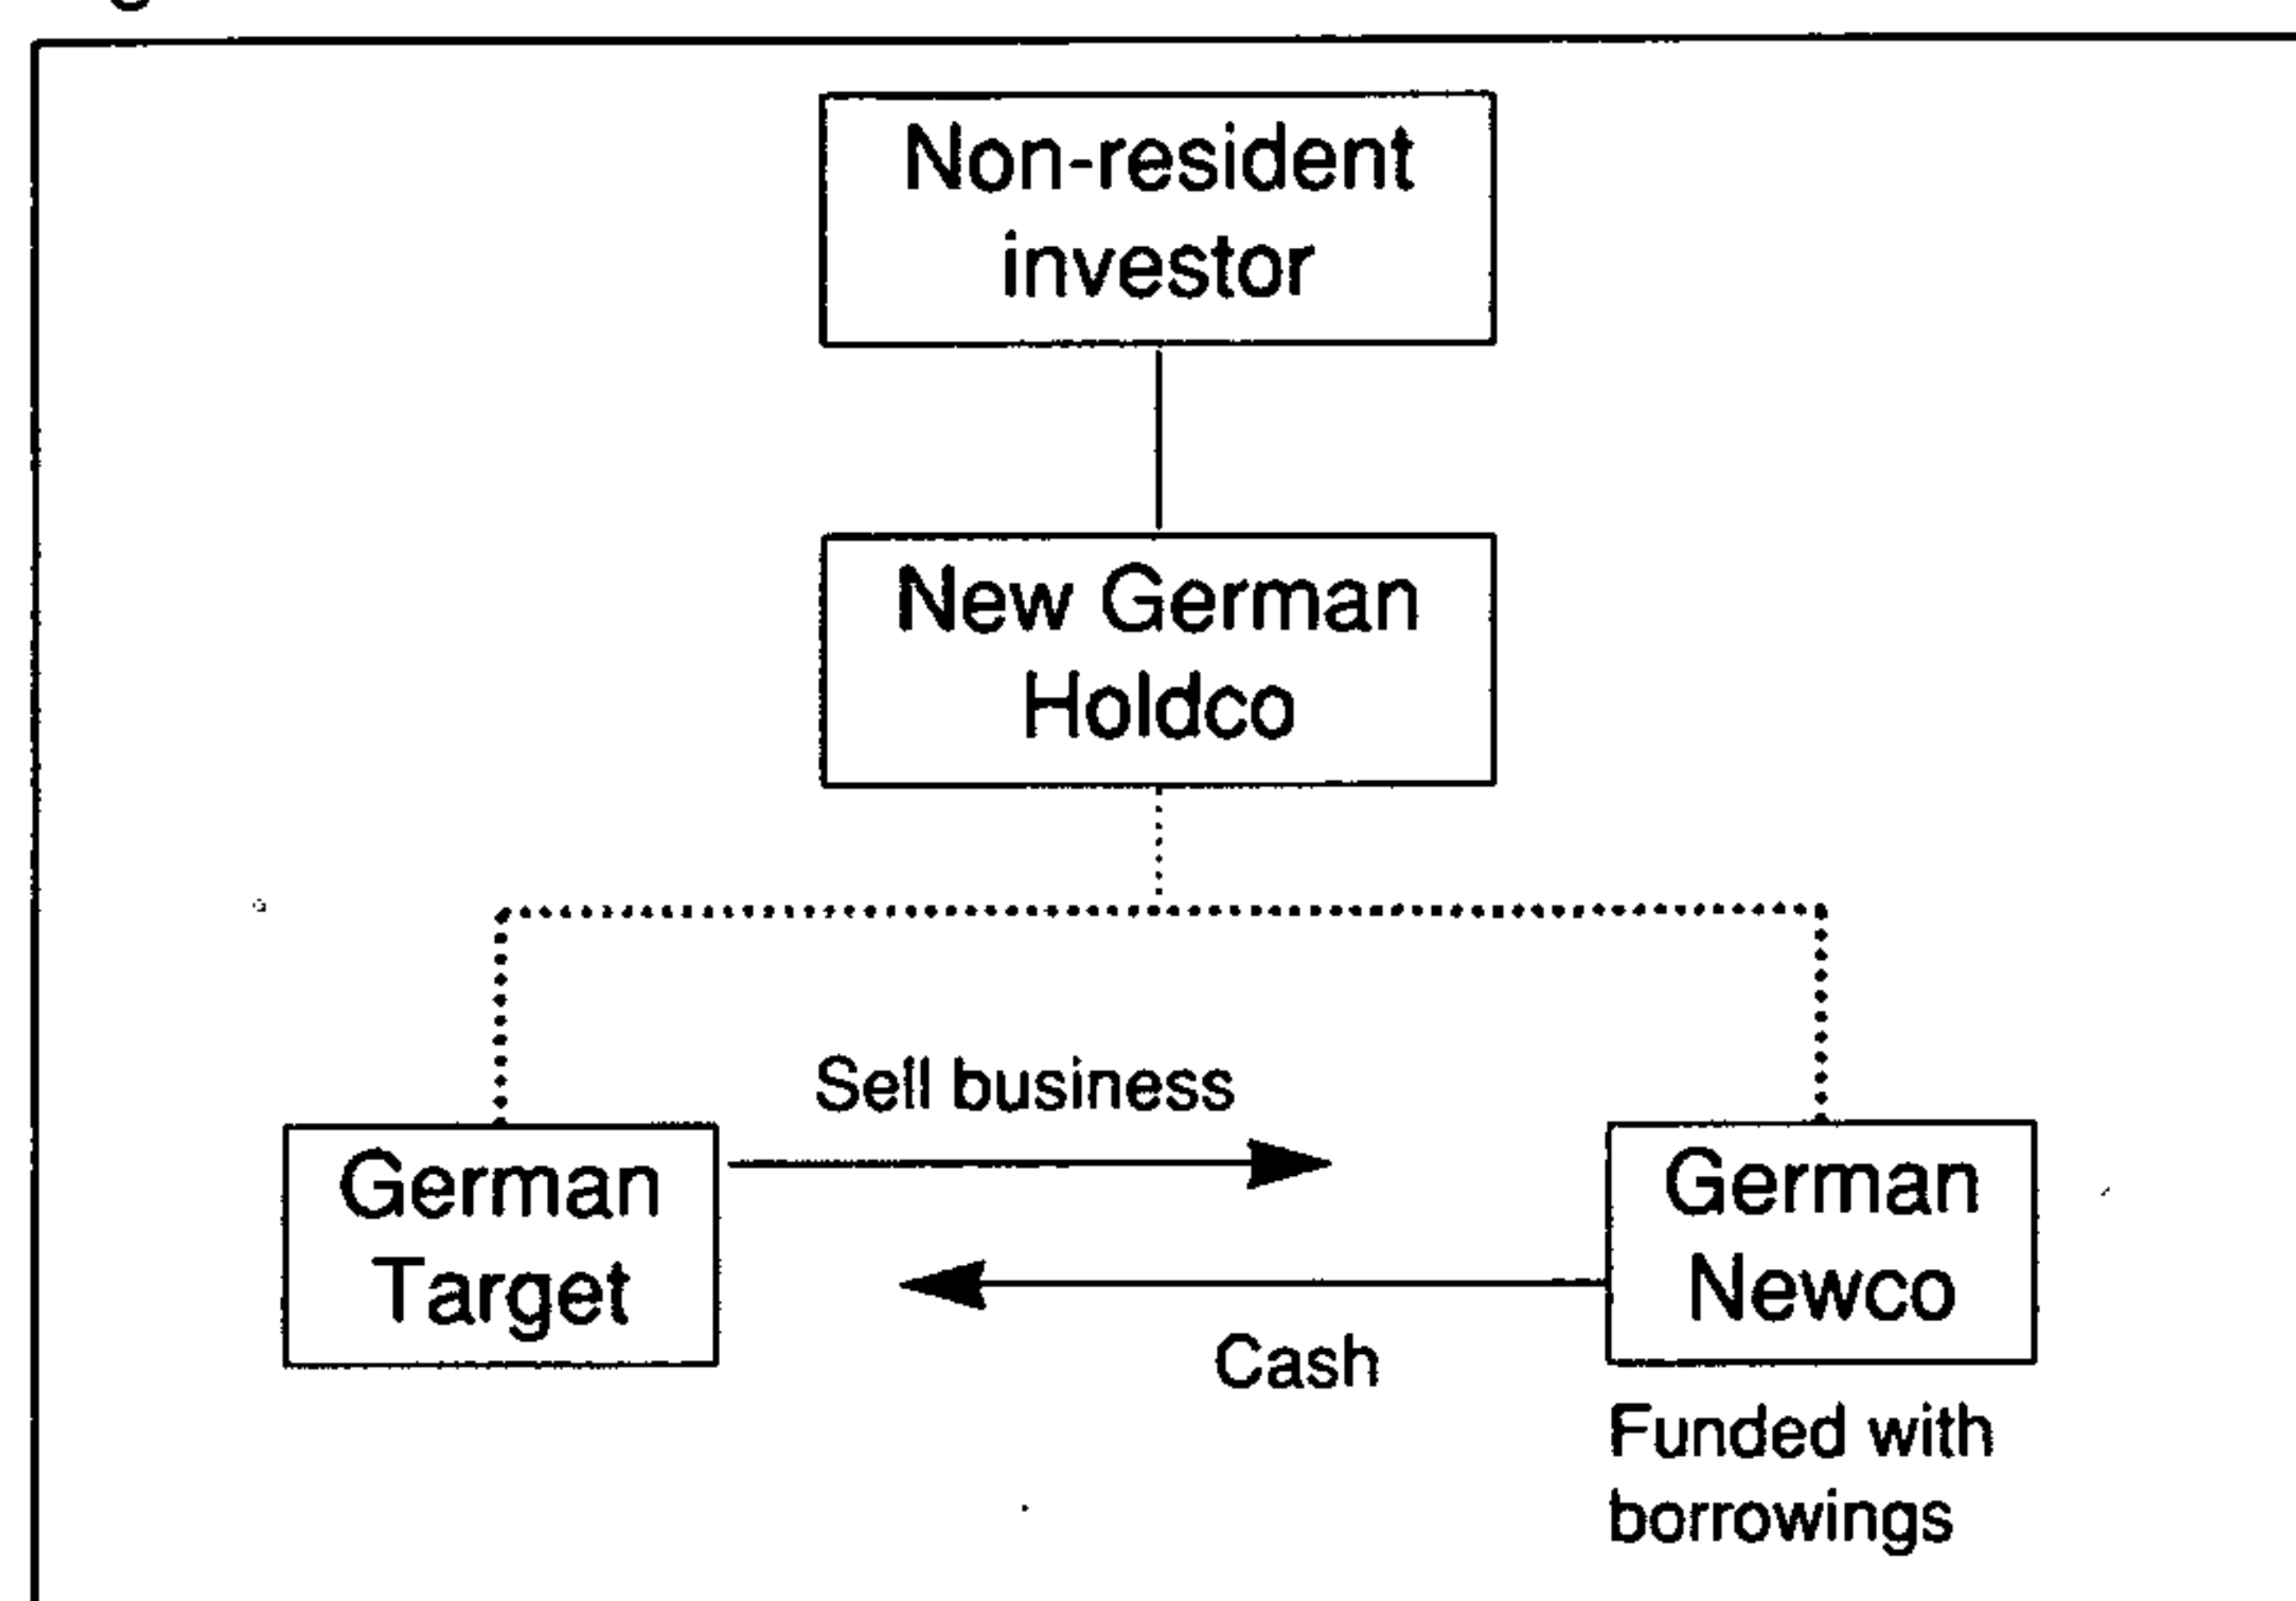 Non-resident
investor
New German
Holdco
Sell business
German
Target
German
Newco
Cash
Funded with
borrowings